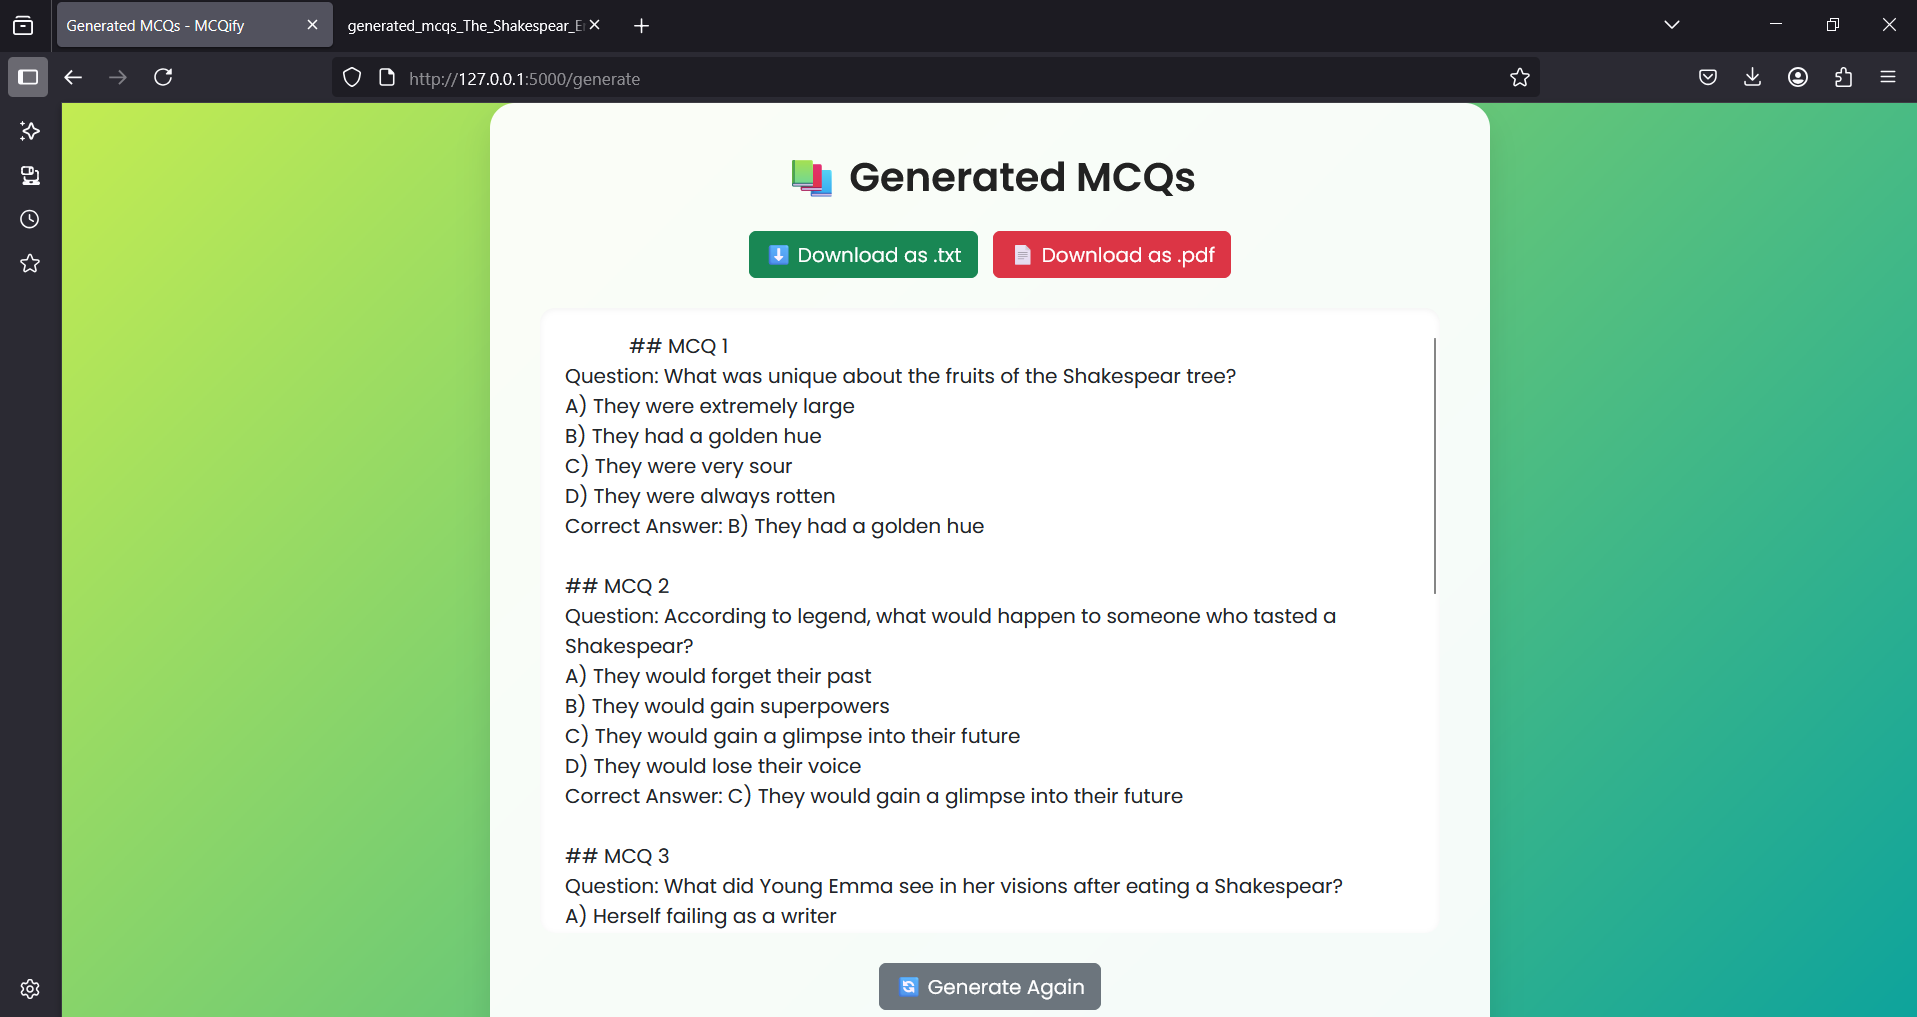 Generated MCQs - MCQify
generated_mcqs_The_Shakespear_E
http://127.0.0.1:5000/generate
Generated MCQs
Download as .txt
Download as .pdf
## MCQ 1
Question: What was unique about the fruits of the Shakespear tree?
A) They were extremely large
B) They had a golden hue
C) They were very sour
D) They were always rotten
Correct Answer: B) They had a golden hue
## MCQ 2
Question: According to legend, what would happen to someone who tasted a
Shakespear?
A) They would forget their past
B) They would gain superpowers
C) They would gain a glimpse into their future
D) They would lose their voice
Correct Answer: C) They would gain a glimpse into their future
## MCQ 3
Question: What did Young Emma see in her visions after eating a Shakespear?
A) Herself failing as a writer
Generate Again